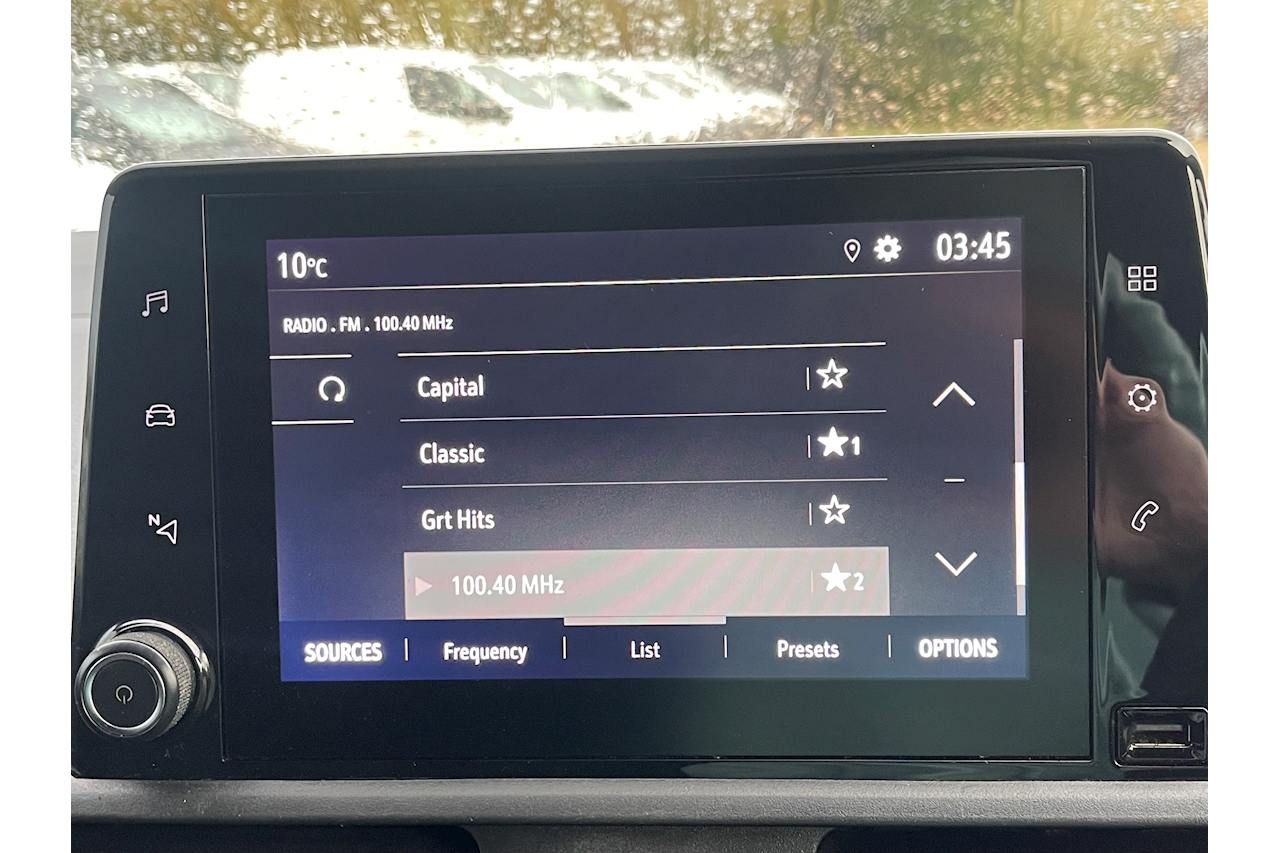 10°C 03:45
RADIO . FM . 100.40 MHz
Capital
Classic 1
Grt Hits
100.40 MHz 2
SOURCES Frequency List Presets OPTIONS
N